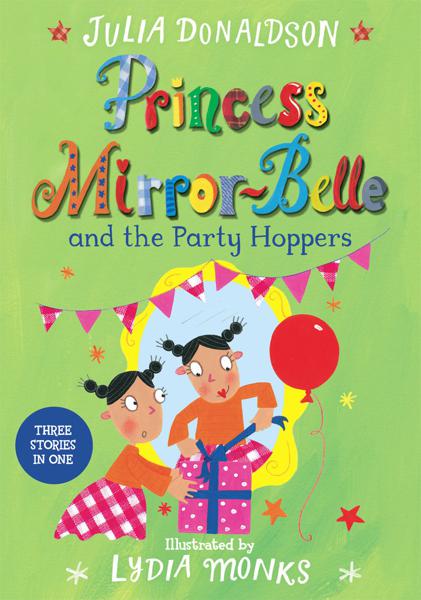 JULIA DONALDSON
Princess
Mirror-Belle
and the Party Hoppers
THREE
STORIES
IN ONE
Illustrated by
LYDIA MONKS